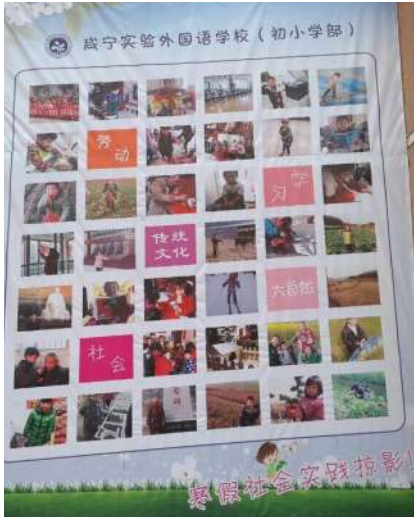 咸宁实验外国语学校（初小学部）
劳动
学习
传统
文化
大自然
社会
寒假社会实践掠影!